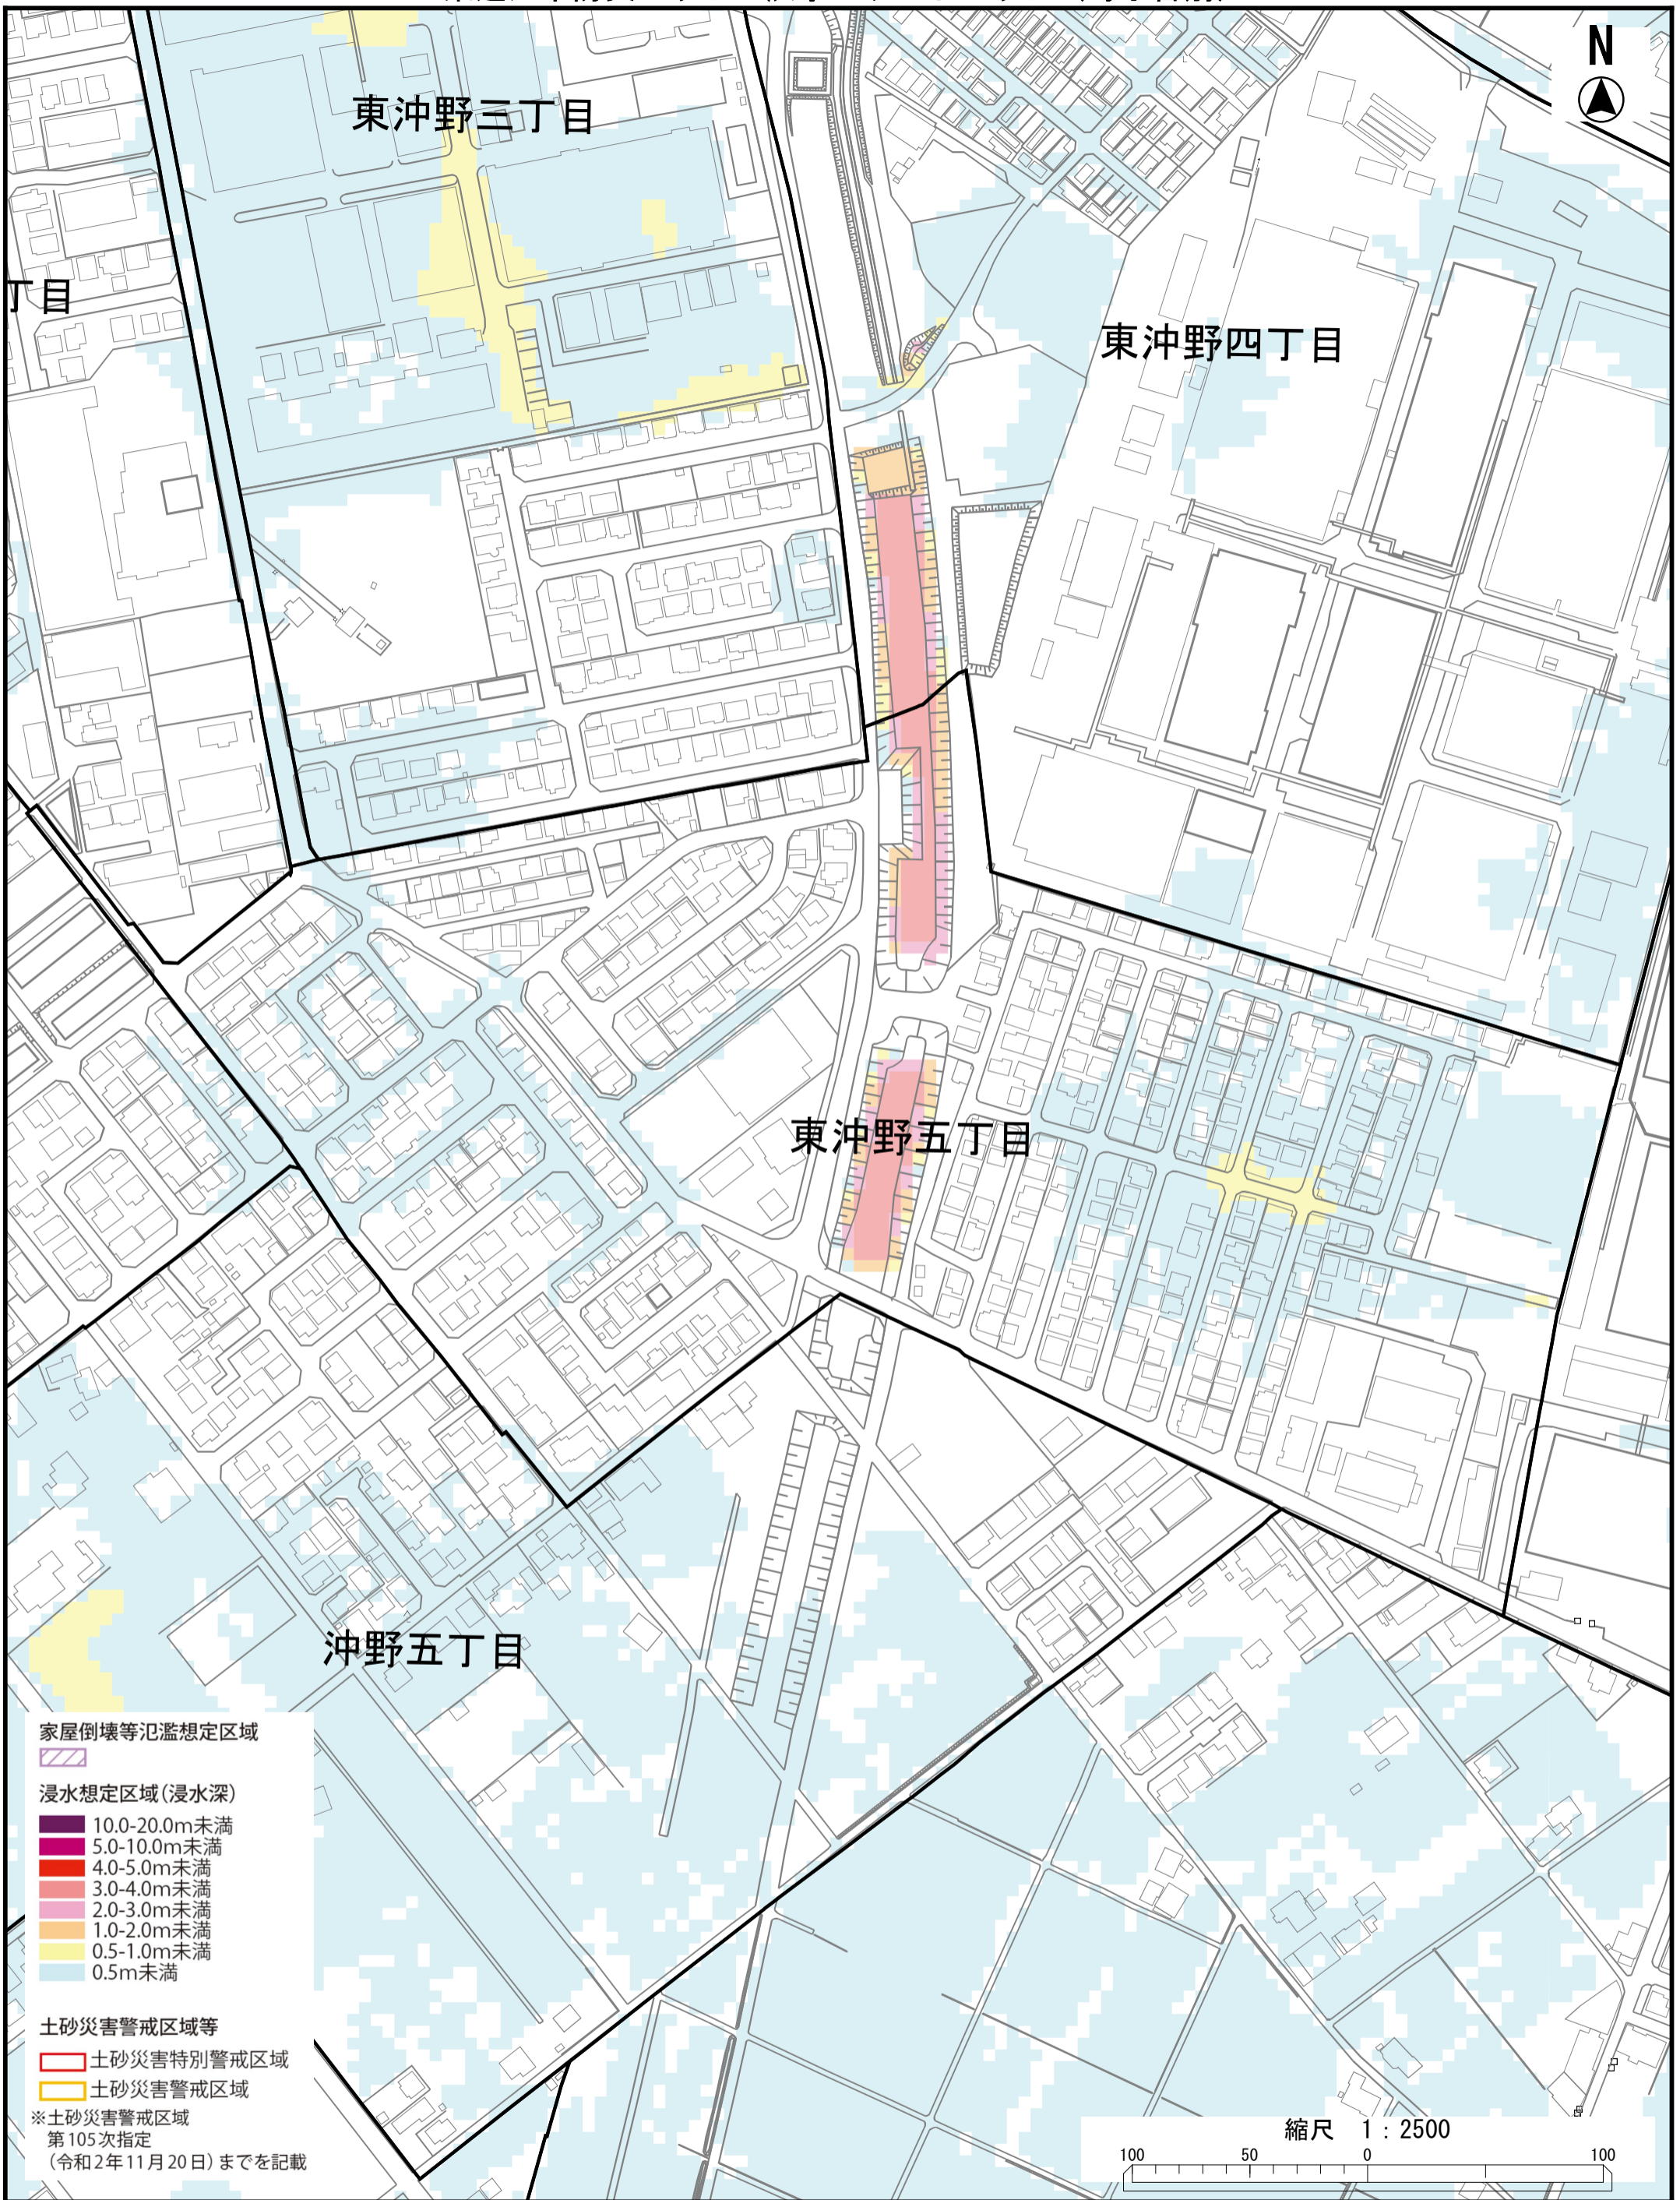 N
東沖野三丁目
丁目
東沖野四丁目
東沖野五丁目
沖野五丁目
家屋倒壊等氾濫想定区域
浸水想定区域(浸水深)
10.0-20.0m未満
5.0-10.0m未満
4.0-5.0m未満
3.0-4.0m未満
2.0-3.0m未満
1.0-2.0m未満
0.5-1.0m未満
0.5m未満
土砂災害警戒区域等
土砂災害特別警戒区域
土砂災害警戒区域
※土砂災害警戒区域
第105次指定
(令和2年11月20日)までを記載
縮尺 1:2500
100 50 0 100